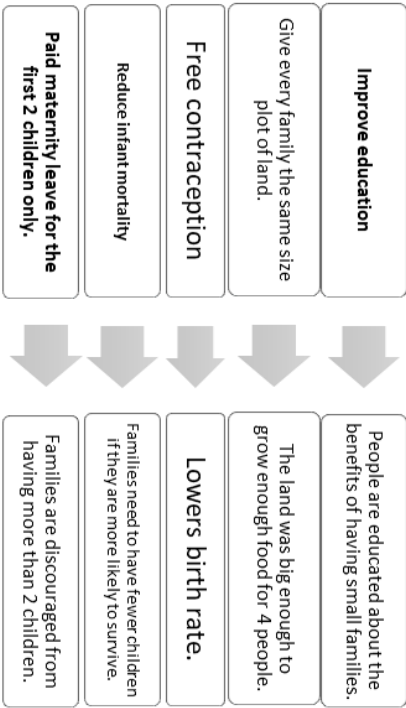 Improve education
People are educated about the
benefits of having small families.
Give every family the same size
plot of land.
The land was big enough to
grow enough food for 4 people.
Free contraception
Lowers birth rate.
Reduce infant mortality
Families need to have fewer children
if they are more likely to survive.
Paid maternity leave for the
first 2 children only.
Families are discouraged from
having more than 2 children.